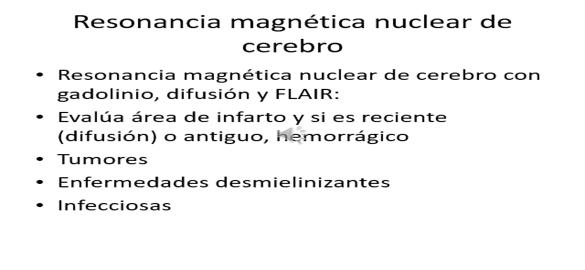 Resonancia magnética nuclear de
cerebro
• Resonancia magnética nuclear de cerebro con
gadolinio, difusión y FLAIR:
• Evalúa área de infarto y si es reciente
(difusión) o antiguo, hemorrágico
• Tumores
• Enfermedades desmielinizantes
• Infecciosas